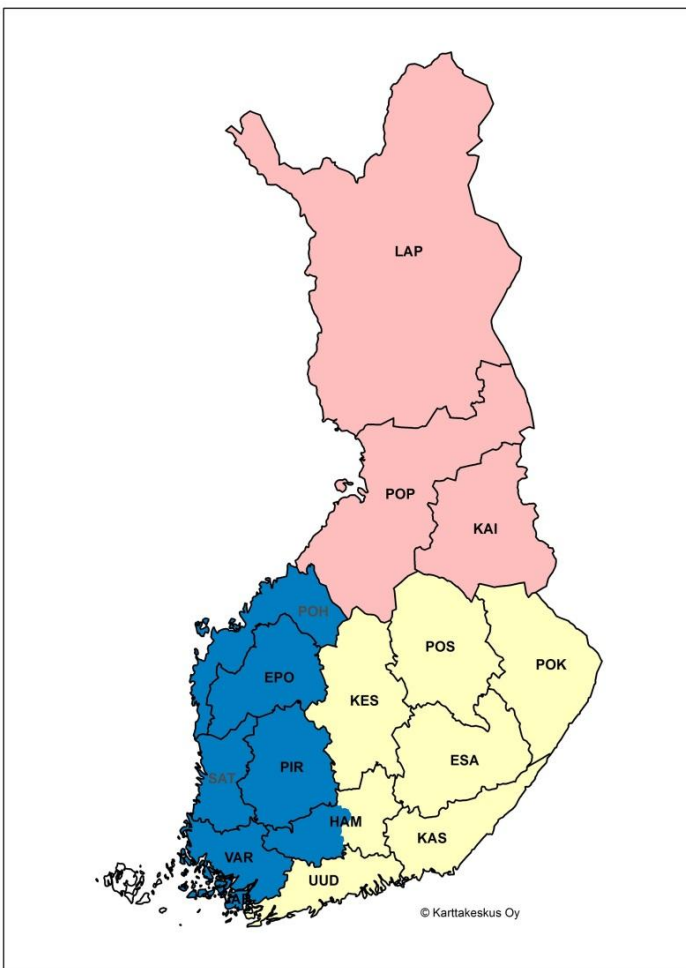 LAP
POP
KAI
POH
POS
POK
EPO
KES
ESA
PIR
SAT
HAM
KAS
VAR
UUD
© Karttakeskus Oy